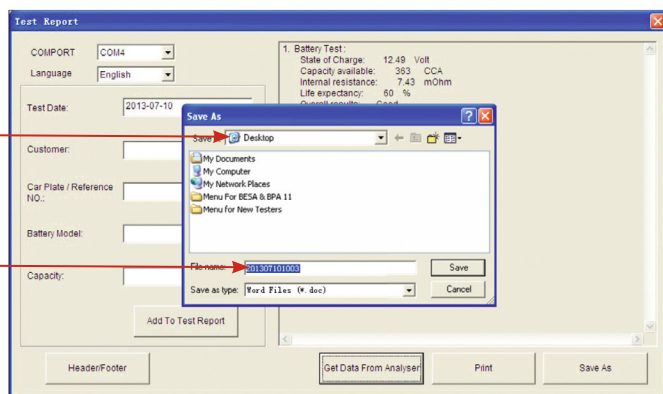 Test Report
COMPORT COM4
Language English
Test Date: 2013-07-10
Customer:
Car Plate / Reference
NO.:
Battery Model:
Capacity:
Add To Test Report
Header/Footer
1. Battery Test :
State of Charge: 12.49 Volt
Capacity available: 363 CCA
Internal resistance: 7.43 mOhm
Life expectancy: 60 %
Overall results: Good
Save As
Save Desktop
My Documents
My Computer
My Network Places
Menu For BESA & BPA 11
Menu for New Testers
File name: 201307101003
Save
Save as type: Word Files (*.doc)
Cancel
Get Data From Analyser
Print
Save As